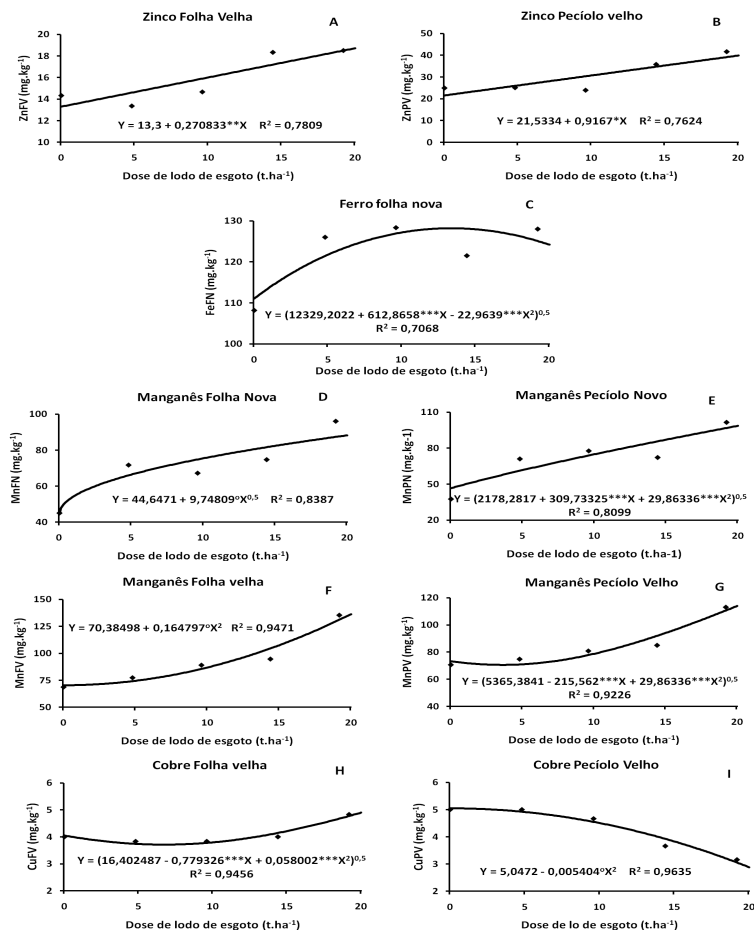 Zinco Folha Velha A
18
16
14
12
10
ZnFV (mg.kg⁻¹)
Y = 13,3 + 0,270833**X R² = 0,7809
0 5 10 15 20
Dose de lodo de esgoto (t.ha⁻¹)
Zinco Pecíolo velho B
50
40
30
20
10
0
ZnPV (mg.kg⁻¹)
Y = 21,5334 + 0,9167*X R² = 0,7624
0 5 10 15 20
Dose de lodo de esgoto (t.ha⁻¹)
Ferro folha nova C
130
120
110
100
FeFN (mg.kg⁻¹)
Y = (12329,2022 + 612,8658***X - 22,9639***X²)⁰,⁵
R² = 0,7068
0 5 10 15 20
Dose de lodo de esgoto (t.ha⁻¹)
Manganês Folha Nova D
100
80
60
40
MnFN (mg.kg⁻¹)
Y = 44,6471 + 9,74809ᵒX⁰,⁵ R² = 0,8387
0 5 10 15 20
Dose de lodo de esgoto (t.ha⁻¹)
Manganês Pecíolo Novo E
110
80
50
20
MnPN (mg.kg-1)
Y = (2178,2817 + 309,73325***X + 29,86336***X²)⁰,⁵
R² = 0,8099
0 5 10 15 20
Dose de lodo de esgoto (t.ha-1)
Manganês Folha velha F
150
125
100
75
50
MnFV (mg.kg⁻¹)
Y = 70,38498 + 0,164797ᵒX² R² = 0,9471
0 5 10 15 20
Dose de lodo de esgoto (t.ha⁻¹)
Manganês Pecíolo Velho G
120
100
80
60
40
MnPV (mg.kg⁻¹)
Y = (5365,3841 - 215,562***X + 29,86336***X²)⁰,⁵
R² = 0,9226
0 5 10 15 20
Dose de lodo de esgoto (t.ha⁻¹)
Cobre Folha velha H
6
5
4
3
2
CuFV (mg.kg⁻¹)
Y = (16,402487 - 0,779326***X + 0,058002***X²)⁰,⁵
R² = 0,9456
0 5 10 15 20
Dose de lodo de esgoto (t.ha⁻¹)
Cobre Pecíolo Velho I
6
5
4
3
2
CuPV (mg.kg⁻¹)
Y = 5,0472 - 0,005404ᵒX² R² = 0,9635
0 5 10 15 20
Dose de lo do de esgoto (t.ha⁻¹)